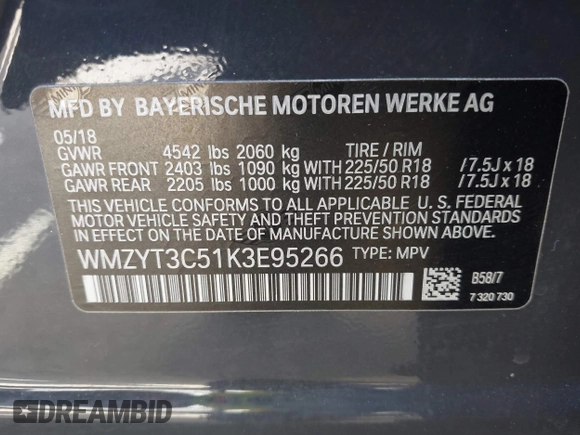 MFD BY BAYERISCHE MOTOREN WERKE AG
05/18
GVWR 4542 lbs 2060 kg TIRE / RIM
GAWR FRONT 2403 lbs 1090 kg WITH 225/50 R18 /7.5J x 18
GAWR REAR 2205 lbs 1000 kg WITH 225/50 R18 /7.5J x 18
THIS VEHICLE CONFORMS TO ALL APPLICABLE U. S. FEDERAL
MOTOR VEHICLE SAFETY AND THEFT PREVENTION STANDARDS
IN EFFECT ON THE DATE OF MANUFACTURE SHOWN ABOVE.
WMZYT3C51K3E95266 TYPE: MPV
B58/7
7 320 730
DREAMBID